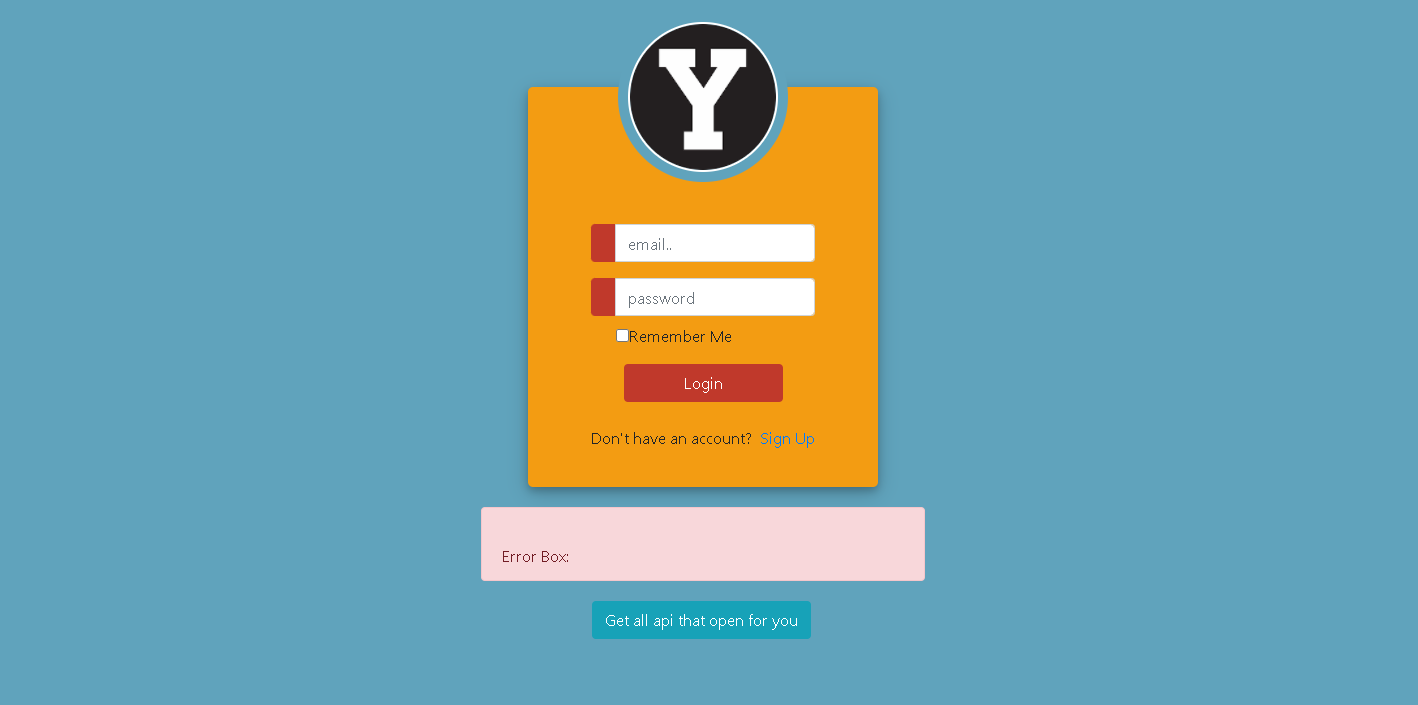 Y
email..
password
Remember Me
Login
Don't have an account? Sign Up
Error Box:
Get all api that open for you